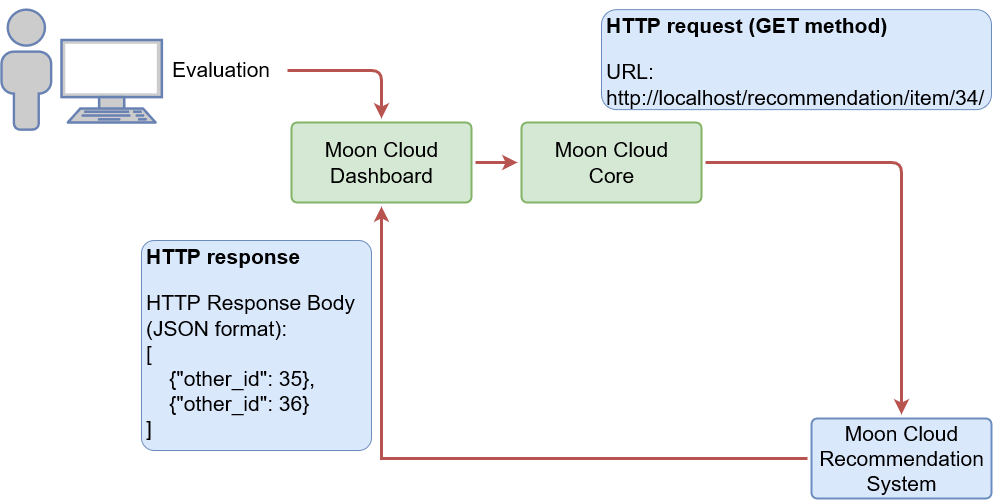 HTTP request (GET method)
URL:
http://localhost/recommendation/item/34/
Evaluation
Moon Cloud
Dashboard
Moon Cloud
Core
HTTP response
HTTP Response Body
(JSON format):
[
{"other_id": 35},
{"other_id": 36}
]
Moon Cloud
Recommendation
System